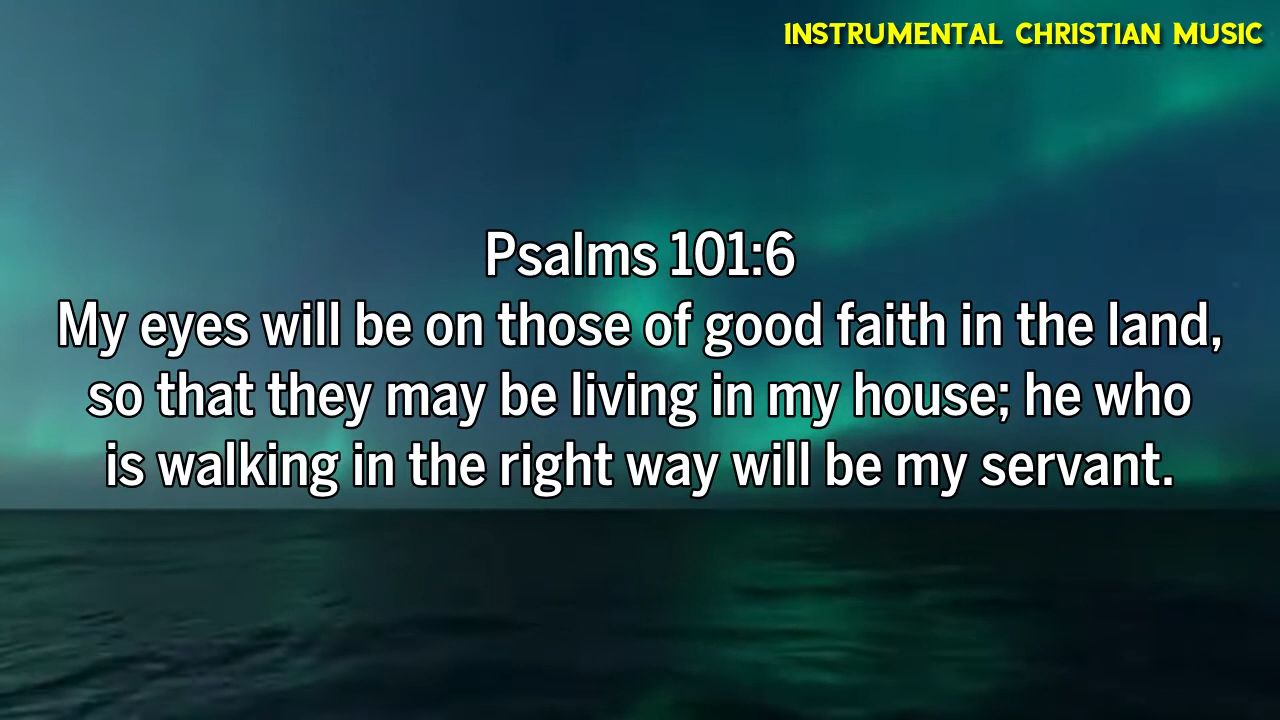 INSTRUMENTAL CHRISTIAN MUSIC
Psalms 101:6
My eyes will be on those of good faith in the land,
so that they may be living in my house; he who
is walking in the right way will be my servant.